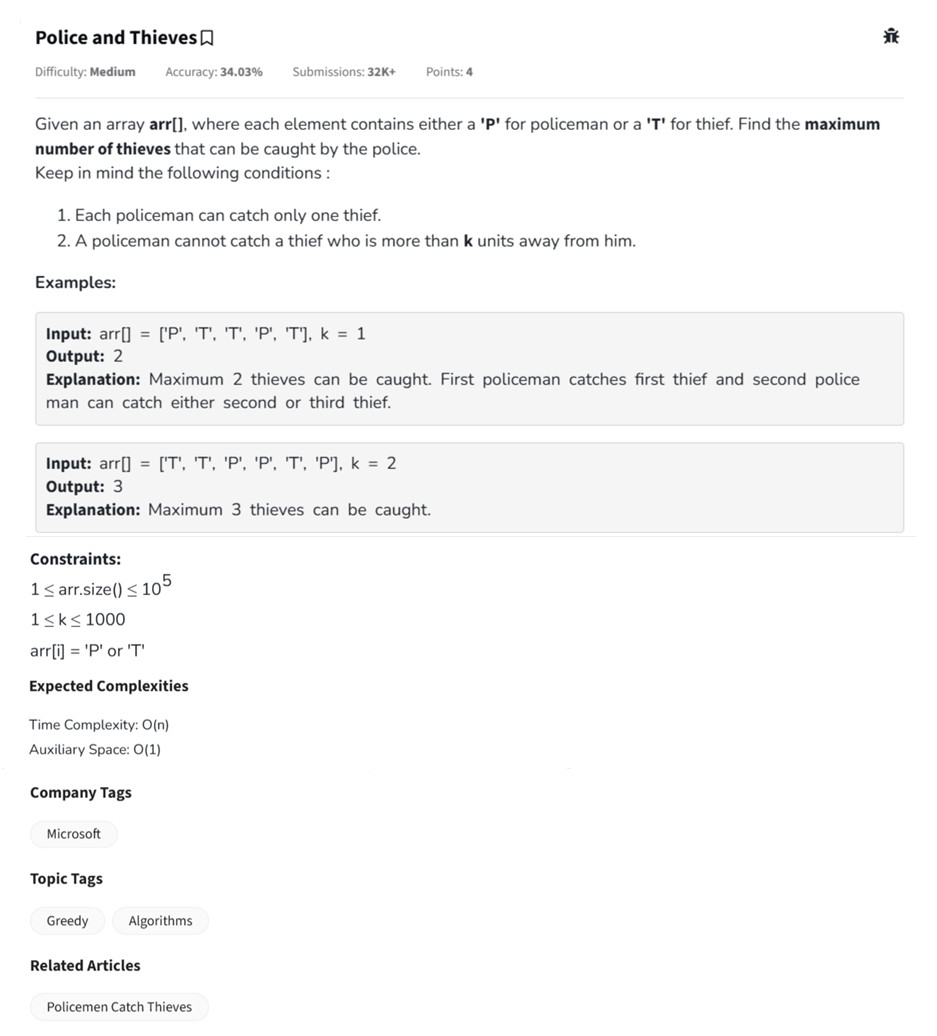 Police and Thieves
Difficulty: Medium Accuracy: 34.03% Submissions: 32K+ Points: 4
Given an array arr[], where each element contains either a 'P' for policeman or a 'T' for thief. Find the maximum
number of thieves that can be caught by the police.
Keep in mind the following conditions :
1. Each policeman can catch only one thief.
2. A policeman cannot catch a thief who is more than k units away from him.
Examples:
Input: arr[] = ['P', 'T', 'T', 'P', 'T'], k = 1
Output: 2
Explanation: Maximum 2 thieves can be caught. First policeman catches first thief and second police
man can catch either second or third thief.
Input: arr[] = ['T', 'T', 'P', 'P', 'T', 'P'], k = 2
Output: 3
Explanation: Maximum 3 thieves can be caught.
Constraints:
1 ≤ arr.size() ≤ 10^5
1 ≤ k ≤ 1000
arr[i] = 'P' or 'T'
Expected Complexities
Time Complexity: O(n)
Auxiliary Space: O(1)
Company Tags
Microsoft
Topic Tags
Greedy Algorithms
Related Articles
Policemen Catch Thieves